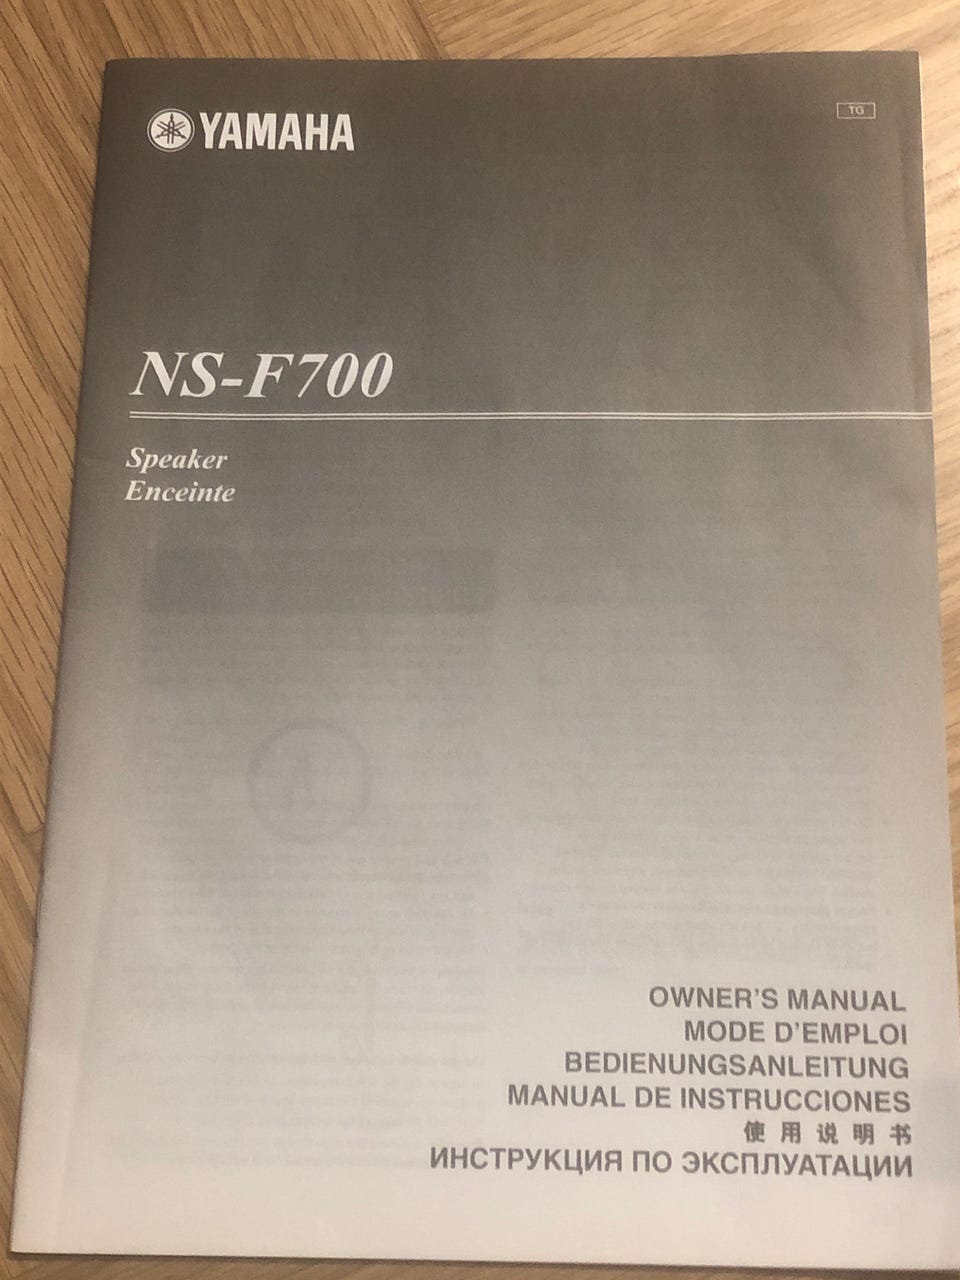 YAMAHA
TG
NS-F700
Speaker
Enceinte
OWNER'S MANUAL
MODE D'EMPLOI
BEDIENUNGSANLEITUNG
MANUAL DE INSTRUCCIONES
使用说明书
ИНСТРУКЦИЯ ПО ЭКСПЛУАТАЦИИ